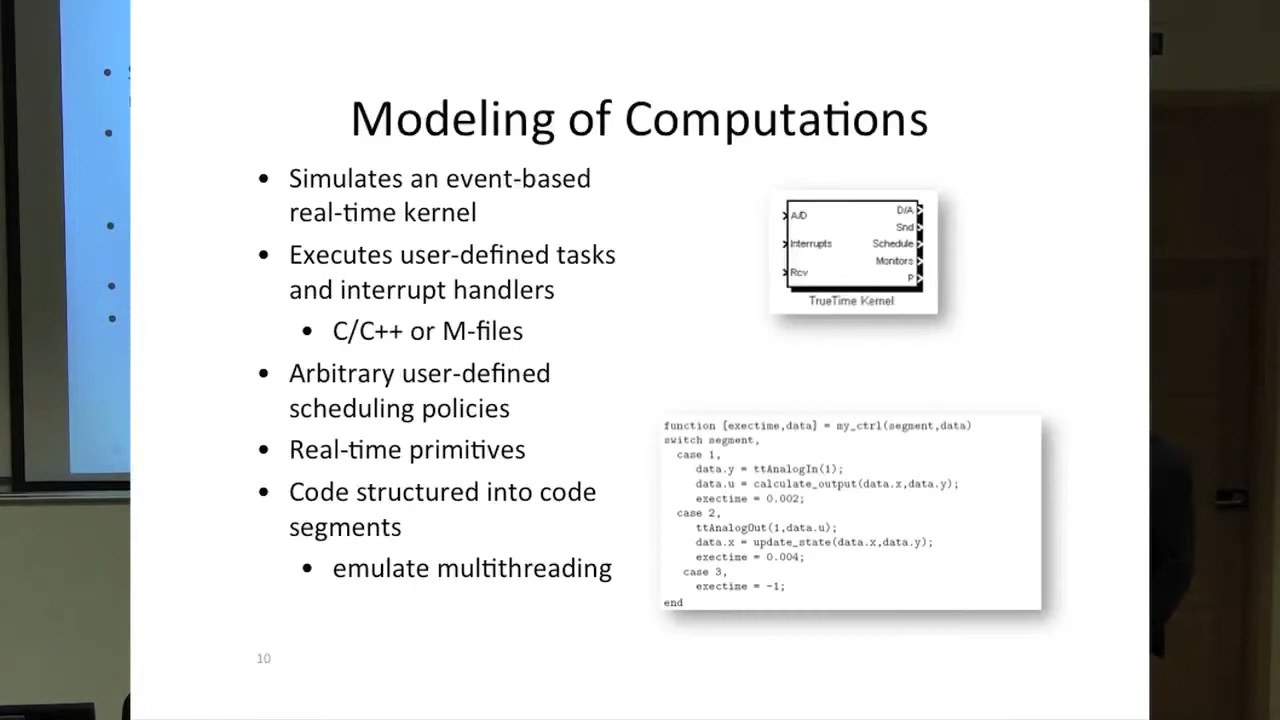 Modeling of Computations
• Simulates an event-based
real-time kernel
• Executes user-defined tasks
and interrupt handlers
• C/C++ or M-files
• Arbitrary user-defined
scheduling policies
• Real-time primitives
• Code structured into code
segments
• emulate multithreading
A/D
Interrupts
Rcv
D/A
Snd
Schedule
Monitors
P
TrueTime Kernel
function [exectime,data] = my_ctrl(segment,data)
switch segment,
case 1,
data.y = ttAnalogIn(1);
data.u = calculate_output(data.x,data.y);
exectime = 0.002;
case 2,
ttAnalogOut(1,data.u);
data.x = update_state(data.x,data.y);
exectime = 0.004;
case 3,
exectime = -1;
end
10